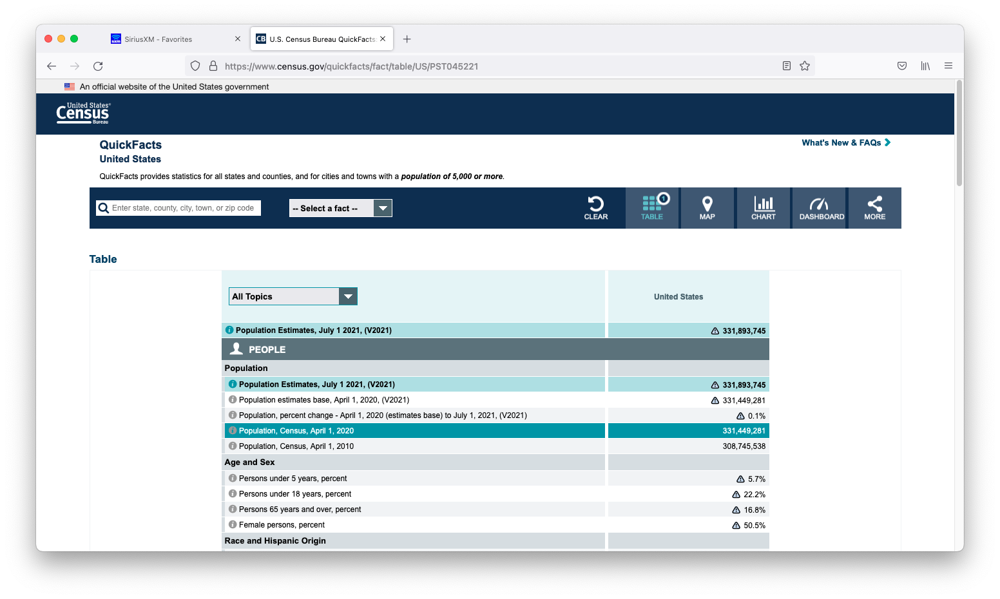 SiriusXM - Favorites
CB U.S. Census Bureau QuickFacts:
https://www.census.gov/quickfacts/fact/table/US/PST045221
An official website of the United States government
United States®
Census
Bureau
QuickFacts
What's New & FAQs
United States
QuickFacts provides statistics for all states and counties, and for cities and towns with a population of 5,000 or more.
Enter state, county, city, town, or zip code
-- Select a fact --
CLEAR
1
TABLE
MAP
CHART
DASHBOARD
MORE
Table
All Topics
United States
Population Estimates, July 1 2021, (V2021) 331,893,745
PEOPLE
Population
Population Estimates, July 1 2021, (V2021) 331,893,745
Population estimates base, April 1, 2020, (V2021) 331,449,281
Population, percent change - April 1, 2020 (estimates base) to July 1, 2021, (V2021) 0.1%
Population, Census, April 1, 2020 331,449,281
Population, Census, April 1, 2010 308,745,538
Age and Sex
Persons under 5 years, percent 5.7%
Persons under 18 years, percent 22.2%
Persons 65 years and over, percent 16.8%
Female persons, percent 50.5%
Race and Hispanic Origin